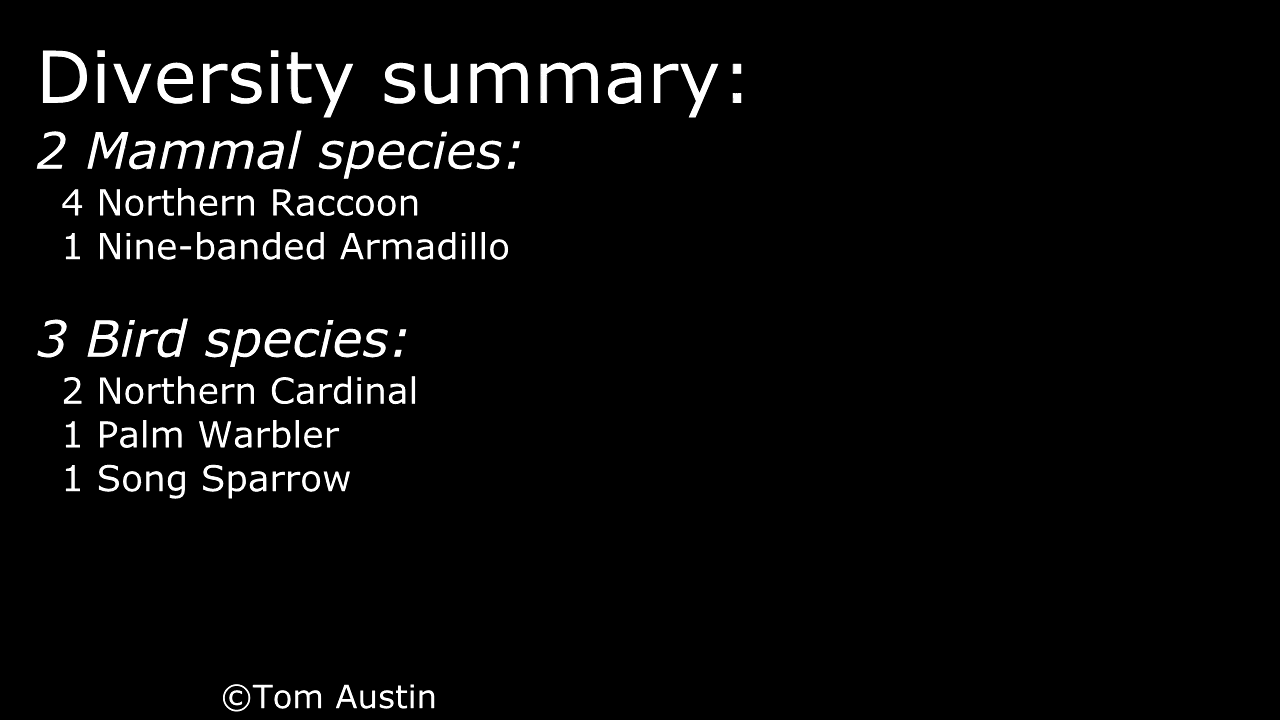 Diversity summary:
2 Mammal species:
4 Northern Raccoon
1 Nine-banded Armadillo
3 Bird species:
2 Northern Cardinal
1 Palm Warbler
1 Song Sparrow
©Tom Austin